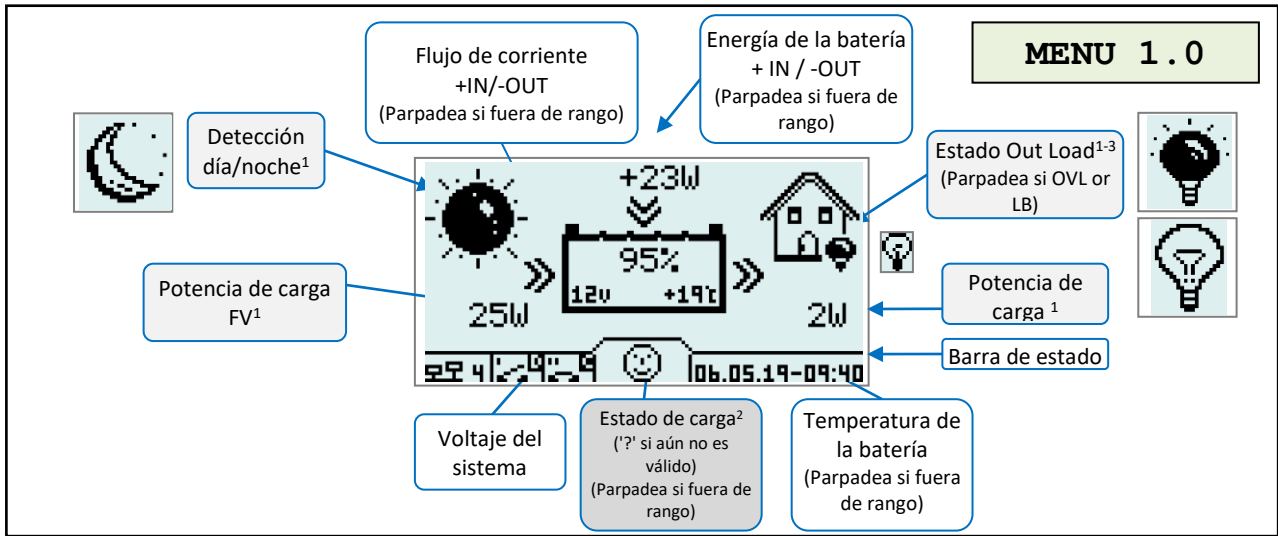 MENU 1.0
Flujo de corriente
+IN/-OUT
(Parpadea si fuera de rango)
Energía de la batería
+ IN / -OUT
(Parpadea si fuera de
rango)
Detección
día/noche¹
Estado Out Load¹⁻³
(Parpadea si OVL or
LB)
+23W
95%
12v +19℃
25W
2W
Potencia de carga
FV¹
Potencia de
carga ¹
Barra de estado
4
06.05.19-09:40
Voltaje del
sistema
Estado de carga²
('?' si aún no es
válido)
(Parpadea si fuera de
rango)
Temperatura de
la batería
(Parpadea si fuera
de rango)